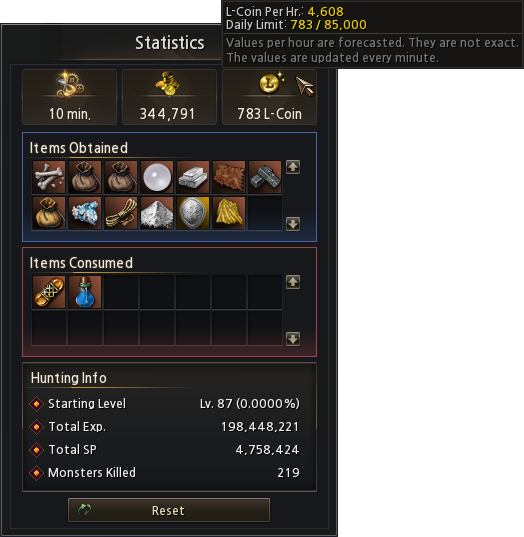 L-Coin Per Hr.: 4,608
Daily Limit: 783 / 85,000
Values per hour are forecasted. They are not exact.
The values are updated every minute.
Statistics
10 min.
344,791
783 L-Coin
Items Obtained
Items Consumed
Hunting Info
Starting Level Lv. 87 (0.0000%)
Total Exp. 198,448,221
Total SP 4,758,424
Monsters Killed 219
Reset